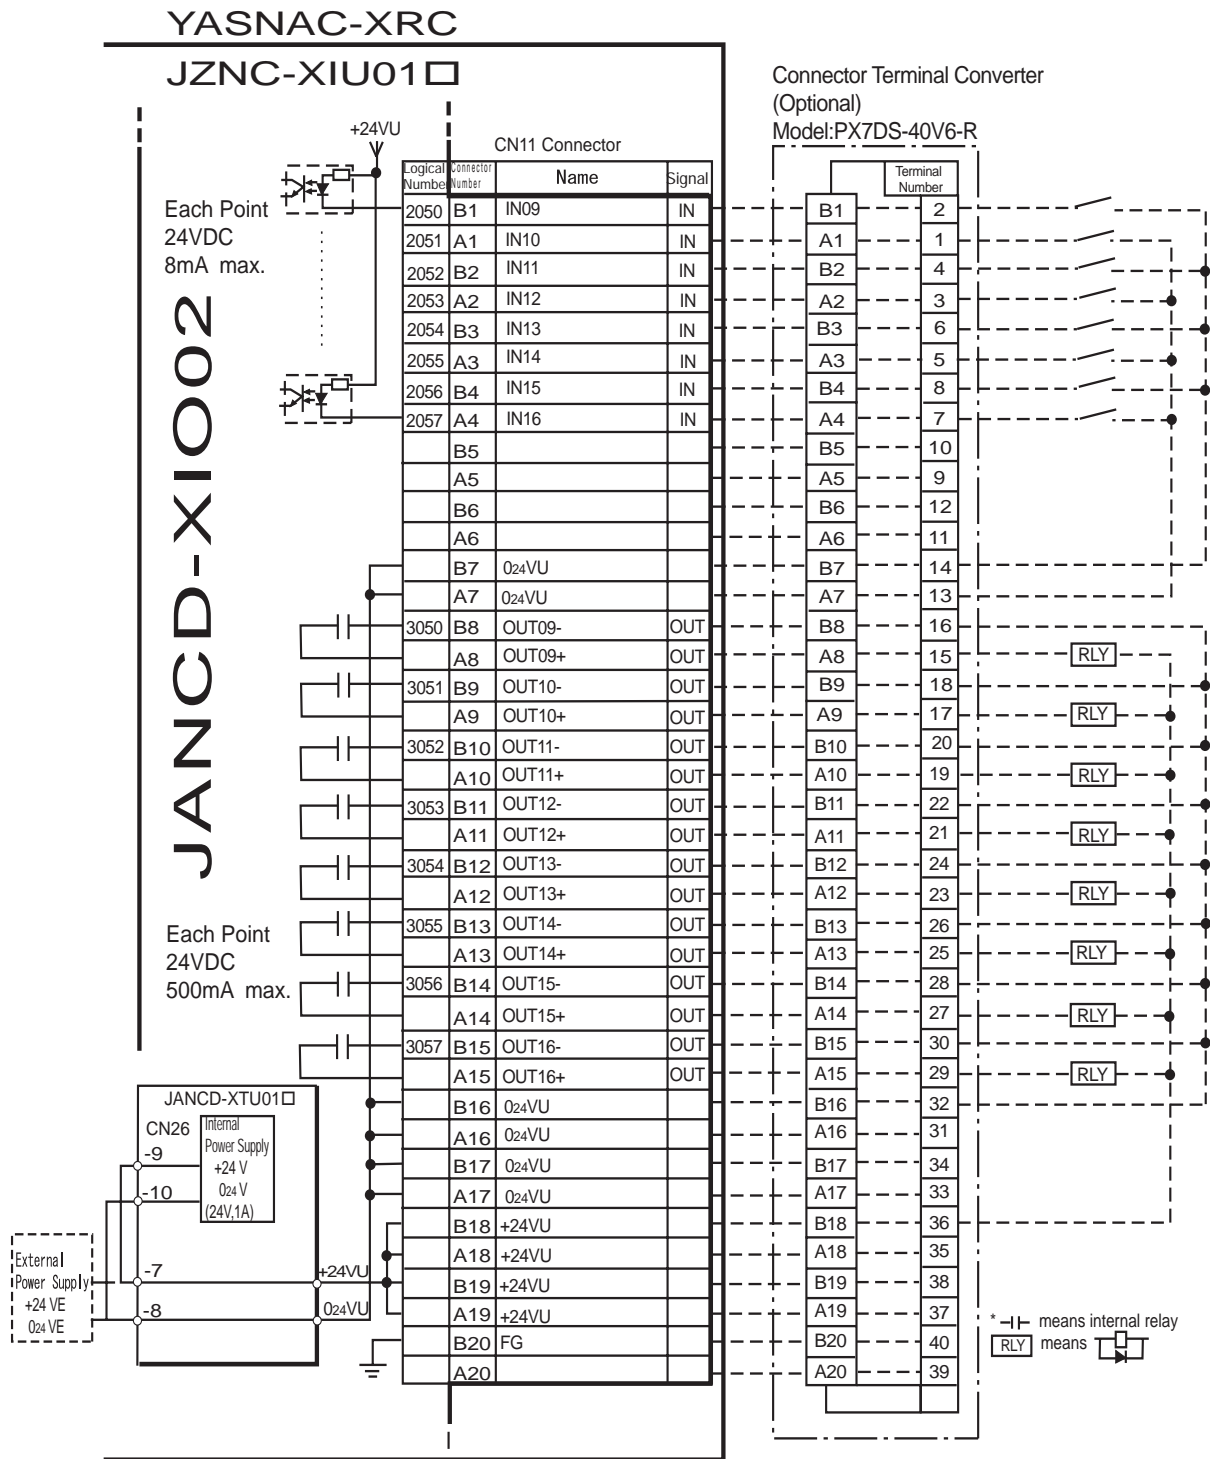 YASNAC-XRC
JZNC-XIU01□
Connector Terminal Converter
(Optional)
Model:PX7DS-40V6-R
+24VU
CN11 Connector
Logical Number Connector Number Name Signal
Terminal Number
Each Point
24VDC
8mA max.
JANCD-XIO02
2050 B1 IN09 IN B1 2
2051 A1 IN10 IN A1 1
2052 B2 IN11 IN B2 4
2053 A2 IN12 IN A2 3
2054 B3 IN13 IN B3 6
2055 A3 IN14 IN A3 5
2056 B4 IN15 IN B4 8
2057 A4 IN16 IN A4 7
B5 B5 10
A5 A5 9
B6 B6 12
A6 A6 11
B7 024VU B7 14
A7 024VU A7 13
3050 B8 OUT09- OUT B8 16
A8 OUT09+ OUT A8 15 RLY
3051 B9 OUT10- OUT B9 18
A9 OUT10+ OUT A9 17 RLY
3052 B10 OUT11- OUT B10 20
A10 OUT11+ OUT A10 19 RLY
3053 B11 OUT12- OUT B11 22
A11 OUT12+ OUT A11 21 RLY
3054 B12 OUT13- OUT B12 24
A12 OUT13+ OUT A12 23 RLY
3055 B13 OUT14- OUT B13 26
A13 OUT14+ OUT A13 25 RLY
3056 B14 OUT15- OUT B14 28
A14 OUT15+ OUT A14 27 RLY
3057 B15 OUT16- OUT B15 30
A15 OUT16+ OUT A15 29 RLY
B16 024VU B16 32
A16 024VU A16 31
B17 024VU B17 34
A17 024VU A17 33
B18 +24VU B18 36
A18 +24VU A18 35
B19 +24VU B19 38
A19 +24VU A19 37
B20 FG B20 40
A20 A20 39
Each Point
24VDC
500mA max.
JANCD-XTU01□
CN26
-9
-10
-7
-8
Internal
Power Supply
+24 V
024 V
(24V,1A)
External
Power Supply
+24 VE
024 VE
+24VU
024VU
* means internal relay
RLY means